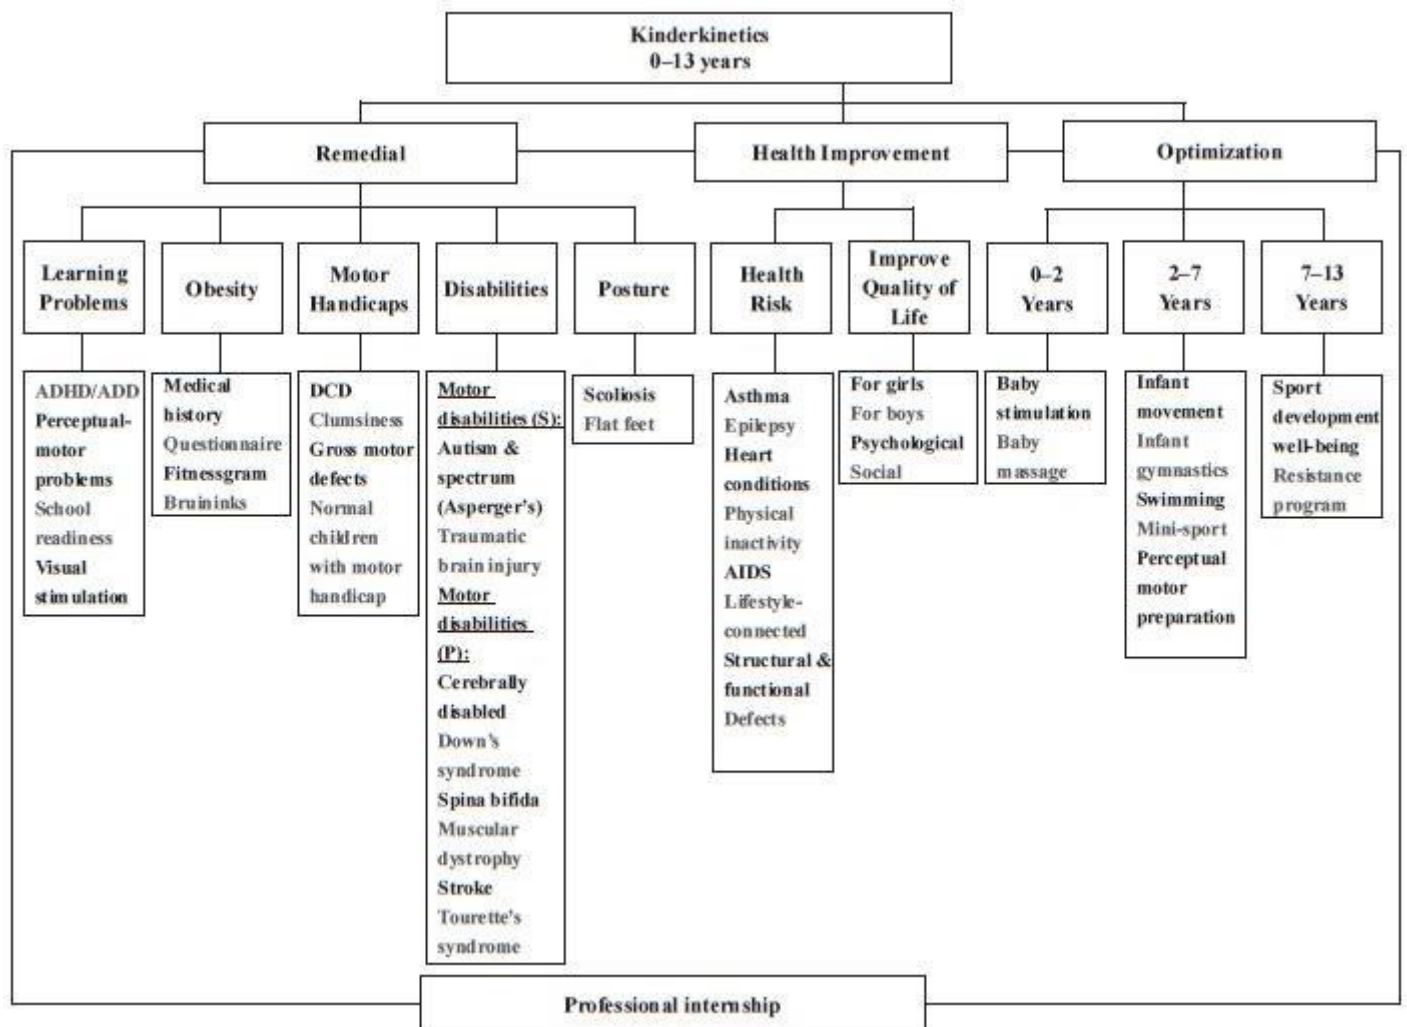 Kinderkinetics
0–13 years
Remedial
Health Improvement
Optimization
Learning
Problems
Obesity
Motor
Handicaps
Disabilities
Posture
Health
Risk
Improve
Quality of
Life
0–2
Years
2–7
Years
7–13
Years
ADHD/ADD
Perceptual-
motor
problems
School
readiness
Visual
stimulation
Medical
history
Questionnaire
Fitnessgram
Bruininks
DCD
Clumsiness
Gross motor
defects
Normal
children
with motor
handicap
Motor
disabilities (S):
Autism &
spectrum
(Asperger's)
Traumatic
brain injury
Motor
disabilities
(P):
Cerebrally
disabled
Down's
syndrome
Spina bifida
Muscular
dystrophy
Stroke
Tourette's
syndrome
Scoliosis
Flat feet
Asthma
Epilepsy
Heart
conditions
Physical
inactivity
AIDS
Lifestyle-
connected
Structural &
functional
Defects
For girls
For boys
Psychological
Social
Baby
stimulation
Baby
massage
Infant
movement
Infant
gymnastics
Swimming
Mini-sport
Perceptual
motor
preparation
Sport
development
well-being
Resistance
program
Professional internship